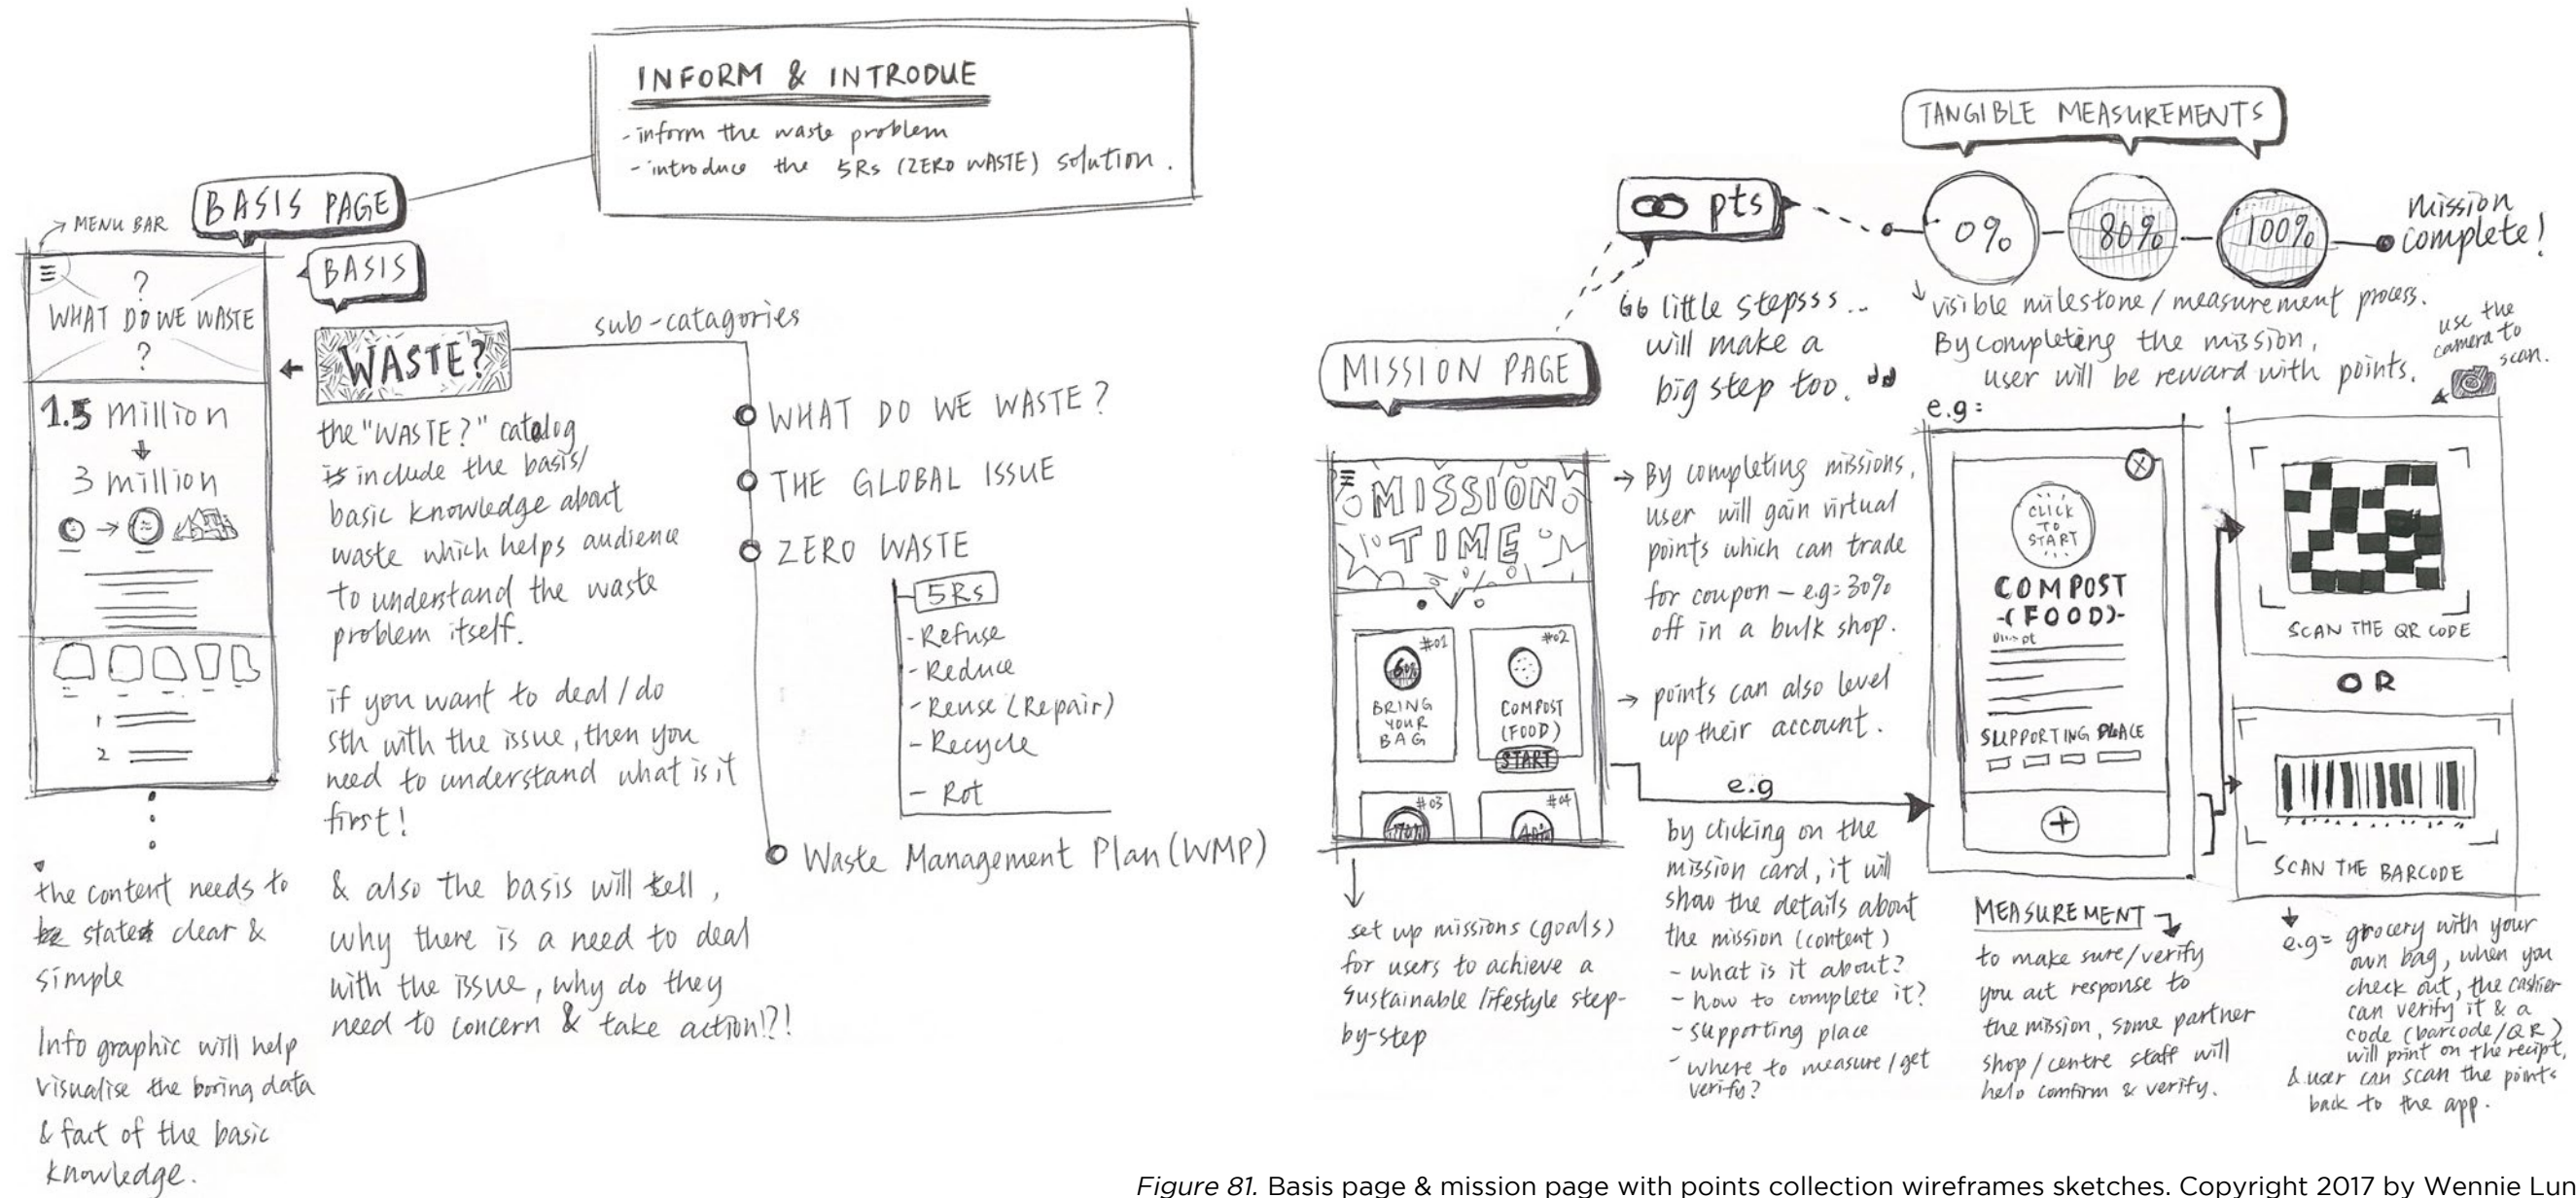 INFORM & INTRODUE
- inform the waste problem
- introduce the 5Rs (ZERO WASTE) solution.
BASIS PAGE
MENU BAR
?
WHAT DO WE WASTE
?
1.5 million
3 million
1
2
BASIS
WASTE?
sub-catagories
the "WASTE?" catalog
is include the basis/
basic knowledge about
waste which helps audience
to understand the waste
problem itself.
if you want to deal / do
sth with the issue, then you
need to understand what is it
first!
& also the basis will tell,
why there is a need to deal
with the issue, why do they
need to concern & take action!?!
WHAT DO WE WASTE?
THE GLOBAL ISSUE
ZERO WASTE
5Rs
- Refuse
- Reduce
- Reuse (Repair)
- Recycle
- Rot
Waste Management Plan (WMP)
the content needs to
be stated clear &
simple
Info graphic will help
visualise the boring data
& fact of the basic
knowledge.
TANGIBLE MEASUREMENTS
pts
0%
80%
100%
mission
complete!
66 little stepsss...
will make a
big step too. 99
visible milestone / measurement process.
By completing the mission,
user will be reward with points.
use the
camera to
scan.
MISSION PAGE
MISSION
TIME
#01
60%
BRING
YOUR
BAG
#02
COMPOST
(FOOD)
START
#03
#04
→ By completing missions,
user will gain virtual
points which can trade
for coupon - e.g= 30%
off in a bulk shop.
→ points can also level
up their account.
e.g
by clicking on the
mission card, it will
show the details about
the mission (content)
- what is it about?
- how to complete it?
- supporting place
- where to measure / get
verify?
set up missions (goals)
for users to achieve a
sustainable lifestyle step-
by-step
e.g=
X
CLICK
TO
START
COMPOST
-(FOOD)-
SUPPORTING PLACE
+
MEASUREMENT
to make sure/verify
you act response to
the mission, some partner
shop / centre staff will
help comfirm & verify.
SCAN THE QR CODE
OR
SCAN THE BARCODE
e.g= grocery with your
own bag, when you
check out, the cashier
can verify it & a
code (barcode/QR)
will print on the recipt,
& user can scan the points
back to the app.
Figure 81. Basis page & mission page with points collection wireframes sketches. Copyright 2017 by Wennie Lun